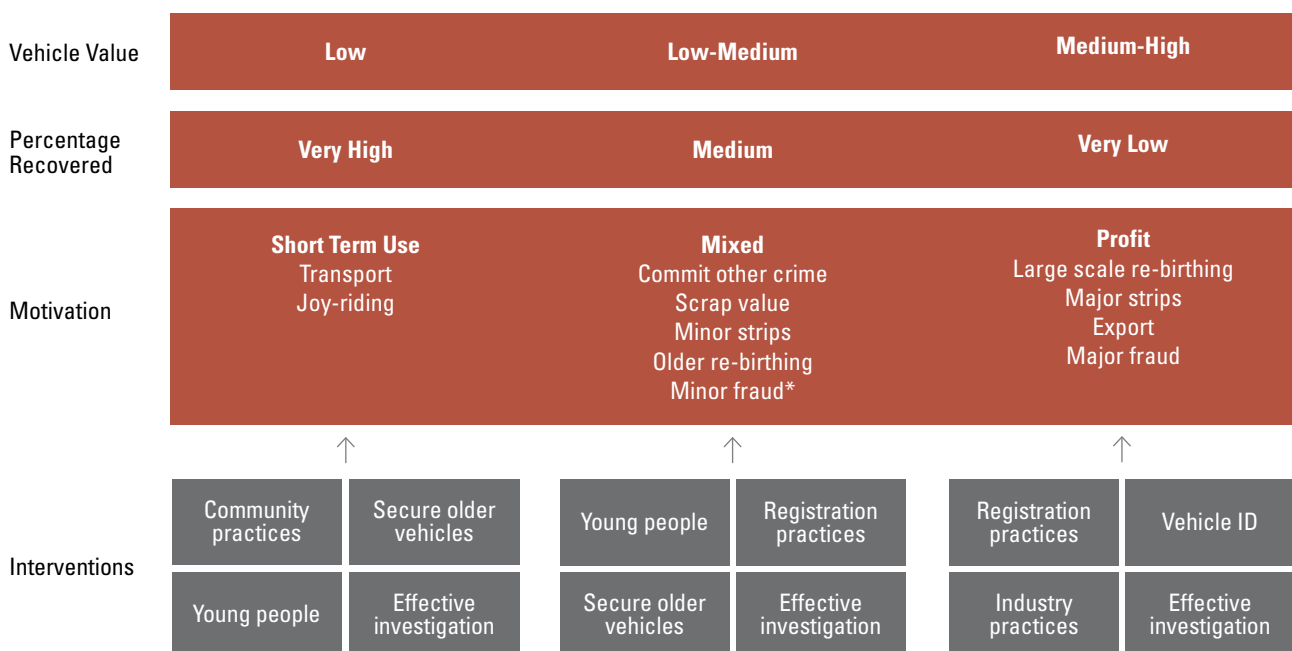 Vehicle Value
Low
Low-Medium
Medium-High
Percentage
Recovered
Very High
Medium
Very Low
Motivation
Short Term Use
Transport
Joy-riding
Mixed
Commit other crime
Scrap value
Minor strips
Older re-birthing
Minor fraud*
Profit
Large scale re-birthing
Major strips
Export
Major fraud
Interventions
Community
practices
Secure older
vehicles
Young people
Effective
investigation
Young people
Registration
practices
Secure older
vehicles
Effective
investigation
Registration
practices
Vehicle ID
Industry
practices
Effective
investigation